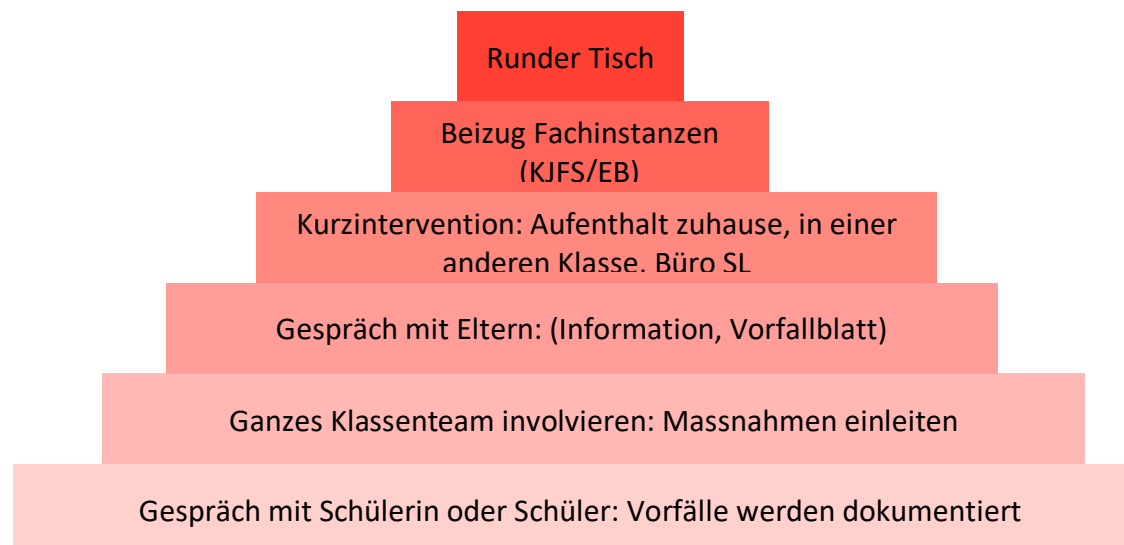 Runder Tisch
Beizug Fachinstanzen
(KJFS/EB)
Kurzintervention: Aufenthalt zuhause, in einer
anderen Klasse, Büro SL
Gespräch mit Eltern: (Information, Vorfallblatt)
Ganzes Klassenteam involvieren: Massnahmen einleiten
Gespräch mit Schülerin oder Schüler: Vorfälle werden dokumentiert